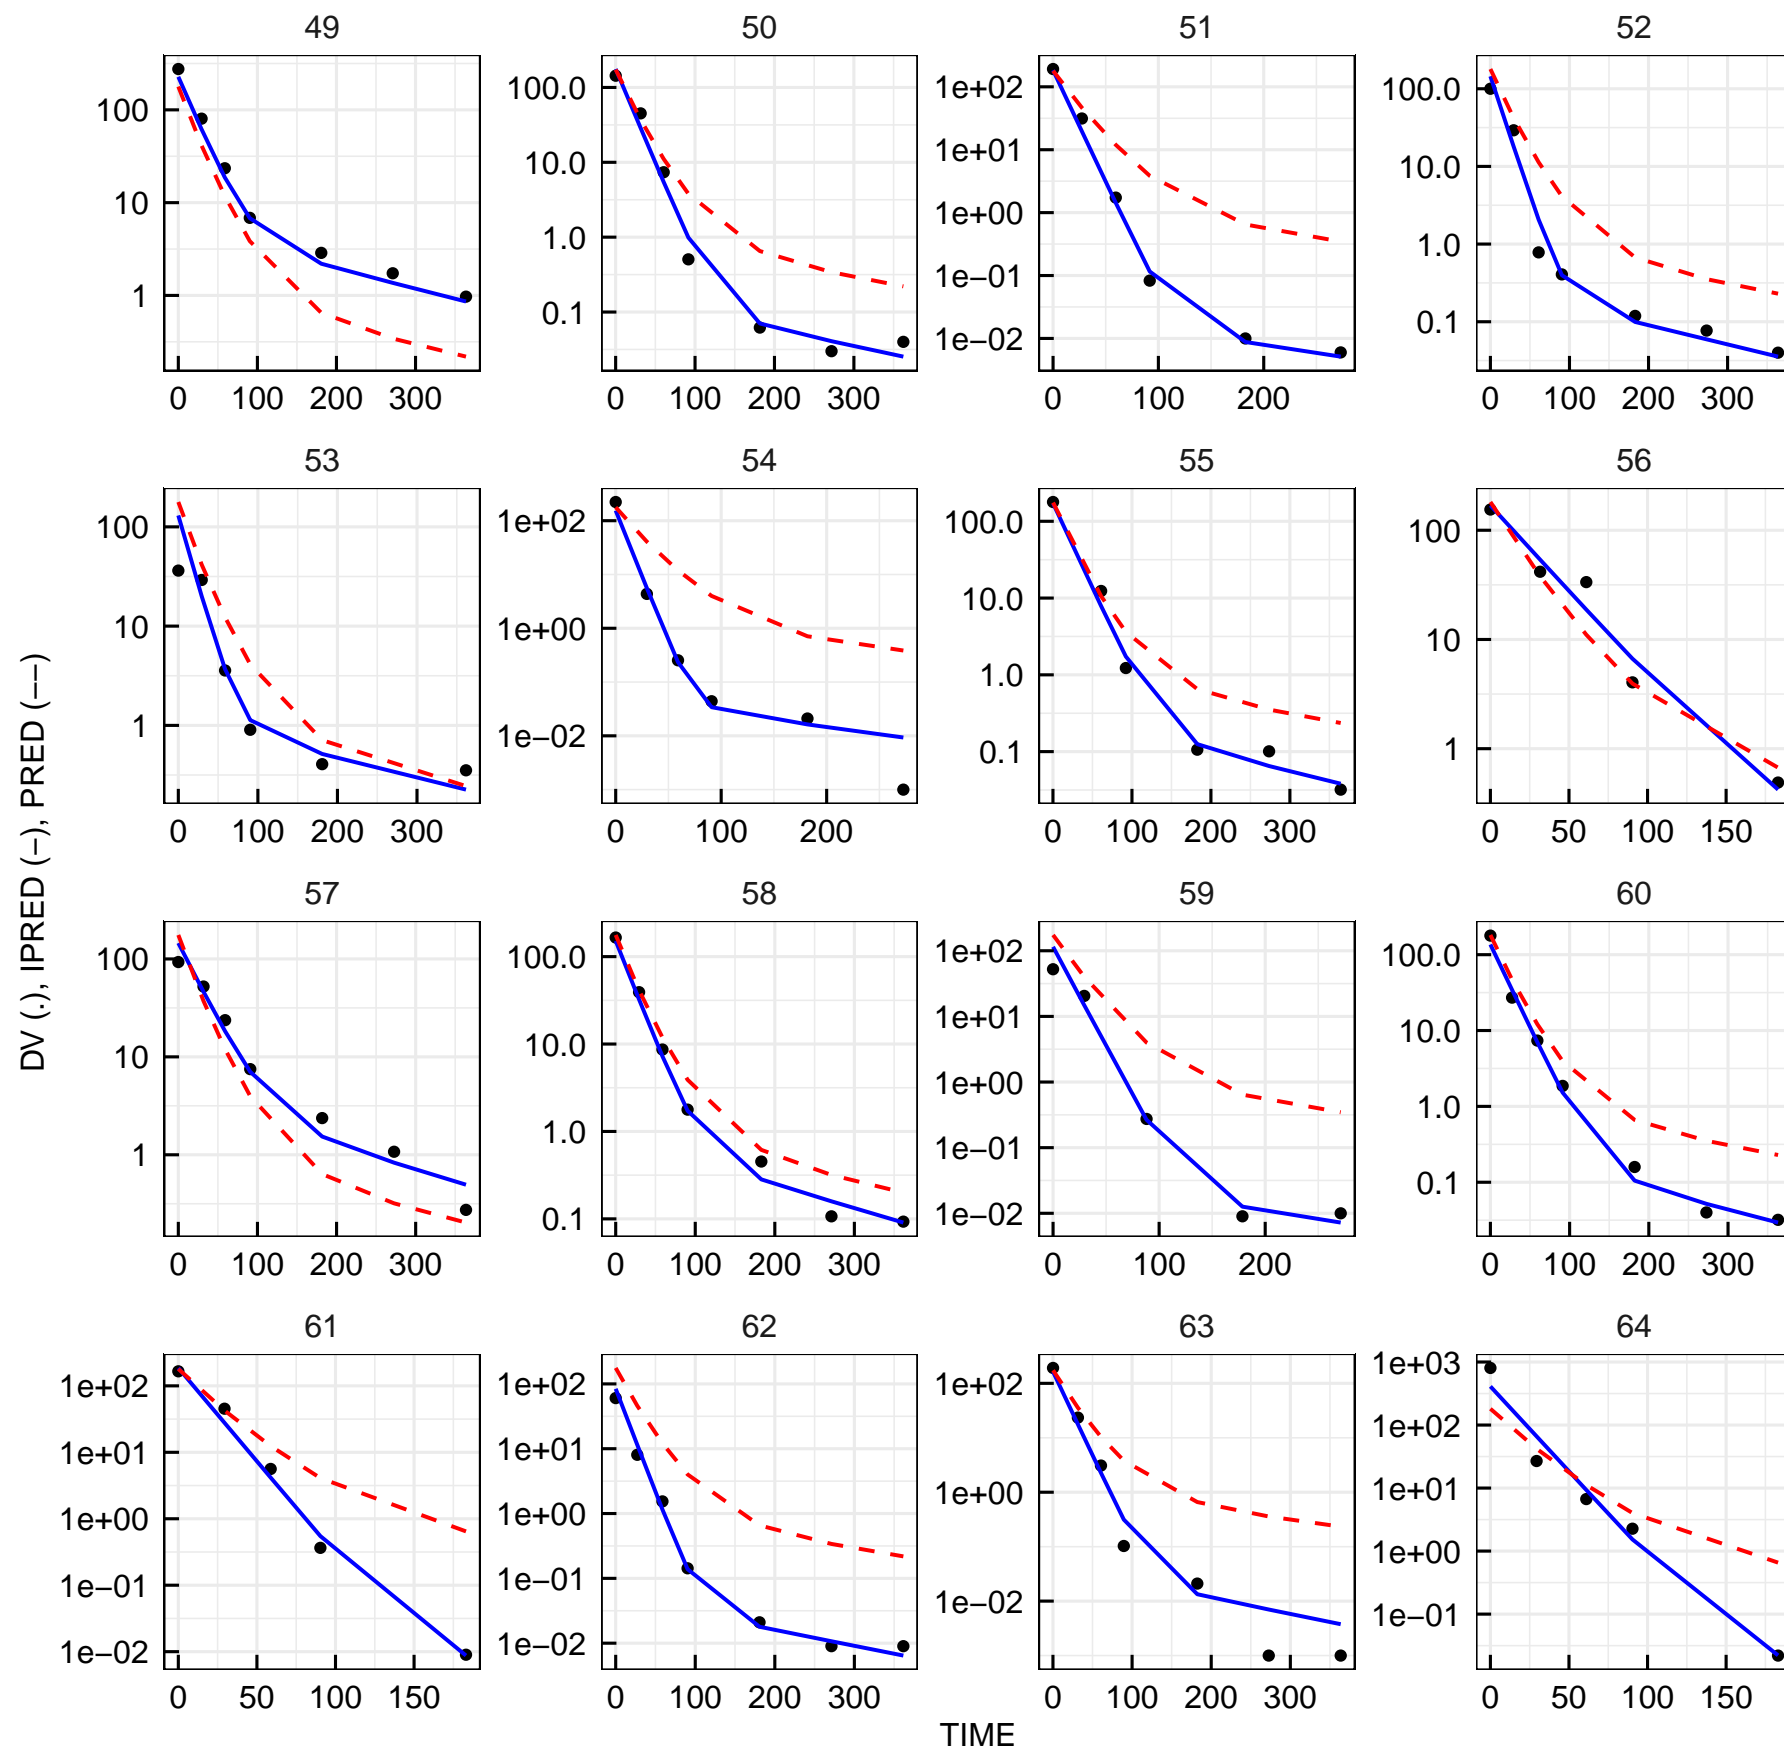 49 50 51 52
100 10 1
100.0 10.0 1.0 0.1
1e+02 1e+01 1e+00 1e−01 1e−02
100.0 10.0 1.0 0.1
0 100 200 300 0 100 200 300 0 100 200 0 100 200 300
53 54 55 56
100 10 1
1e+02 1e+00 1e−02
100.0 10.0 1.0 0.1
100 10 1
0 100 200 300 0 100 200 0 100 200 300 0 50 100 150
DV (.), IPRED (−), PRED (−−)
57 58 59 60
100 10 1
100.0 10.0 1.0 0.1
1e+02 1e+01 1e+00 1e−01 1e−02
100.0 10.0 1.0 0.1
0 100 200 300 0 100 200 300 0 100 200 0 100 200 300
61 62 63 64
1e+02 1e+01 1e+00 1e−01 1e−02
1e+02 1e+01 1e+00 1e−01 1e−02
1e+02 1e+00 1e−02
1e+03 1e+02 1e+01 1e+00 1e−01
0 50 100 150 0 100 200 300 0 100 200 300 0 50 100 150
TIME